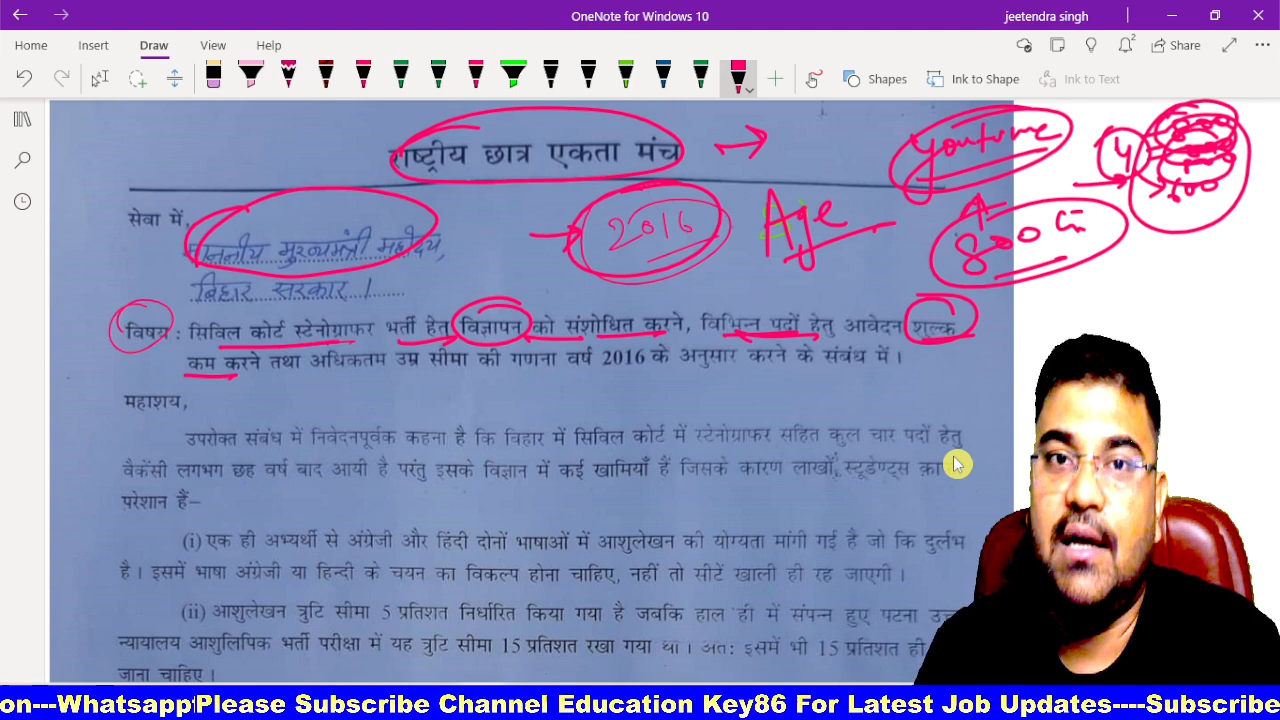 OneNote for Windows 10
jeetendra singh
Home Insert Draw View Help
Share
Shapes Ink to Shape Ink to Text
राष्ट्रीय छात्र एकता मंच
सेवा में,
माननीय मुख्यमंत्री महोदय,
बिहार सरकार।
2016
Age
800
विषय : सिविल कोर्ट स्टेनोग्राफर भर्ती हेतु विज्ञापन को संशोधित करने, विभिन्न पदों हेतु आवेदन शुल्क
कम करने तथा अधिकतम उम्र सीमा की गणना वर्ष 2016 के अनुसार करने के संबंध में।
महाशय,
उपरोक्त संबंध में निवेदनपूर्वक कहना है कि बिहार में सिविल कोर्ट में स्टेनोग्राफर सहित कुल चार पदों हेतु
वैकेंसी लगभग छह वर्ष बाद आयी है परंतु इसके विज्ञान में कई खामियाँ हैं जिसके कारण लाखों स्टूडेण्ट्स का
परेशान हैं–
(i) एक ही अभ्यर्थी से अंग्रेजी और हिंदी दोनों भाषाओं में आशुलेखन की योग्यता मांगी गई है जो कि दुर्लभ
है। इसमें भाषा अंग्रेजी या हिन्दी के चयन का विकल्प होना चाहिए, नहीं तो सीटें खाली ही रह जाएगी।
(ii) आशुलेखन त्रुटि सीमा 5 प्रतिशत निर्धारित किया गया है जबकि हाल ही में संपन्न हुए पटना उच्च
न्यायालय आशुलिपिक भर्ती परीक्षा में यह त्रुटि सीमा 15 प्रतिशत रखा गया था। अत: इसमें भी 15 प्रतिशत ही
जाना चाहिए।
on---Whatsapp Please Subscribe Channel Education Key86 For Latest Job Updates----Subscribe